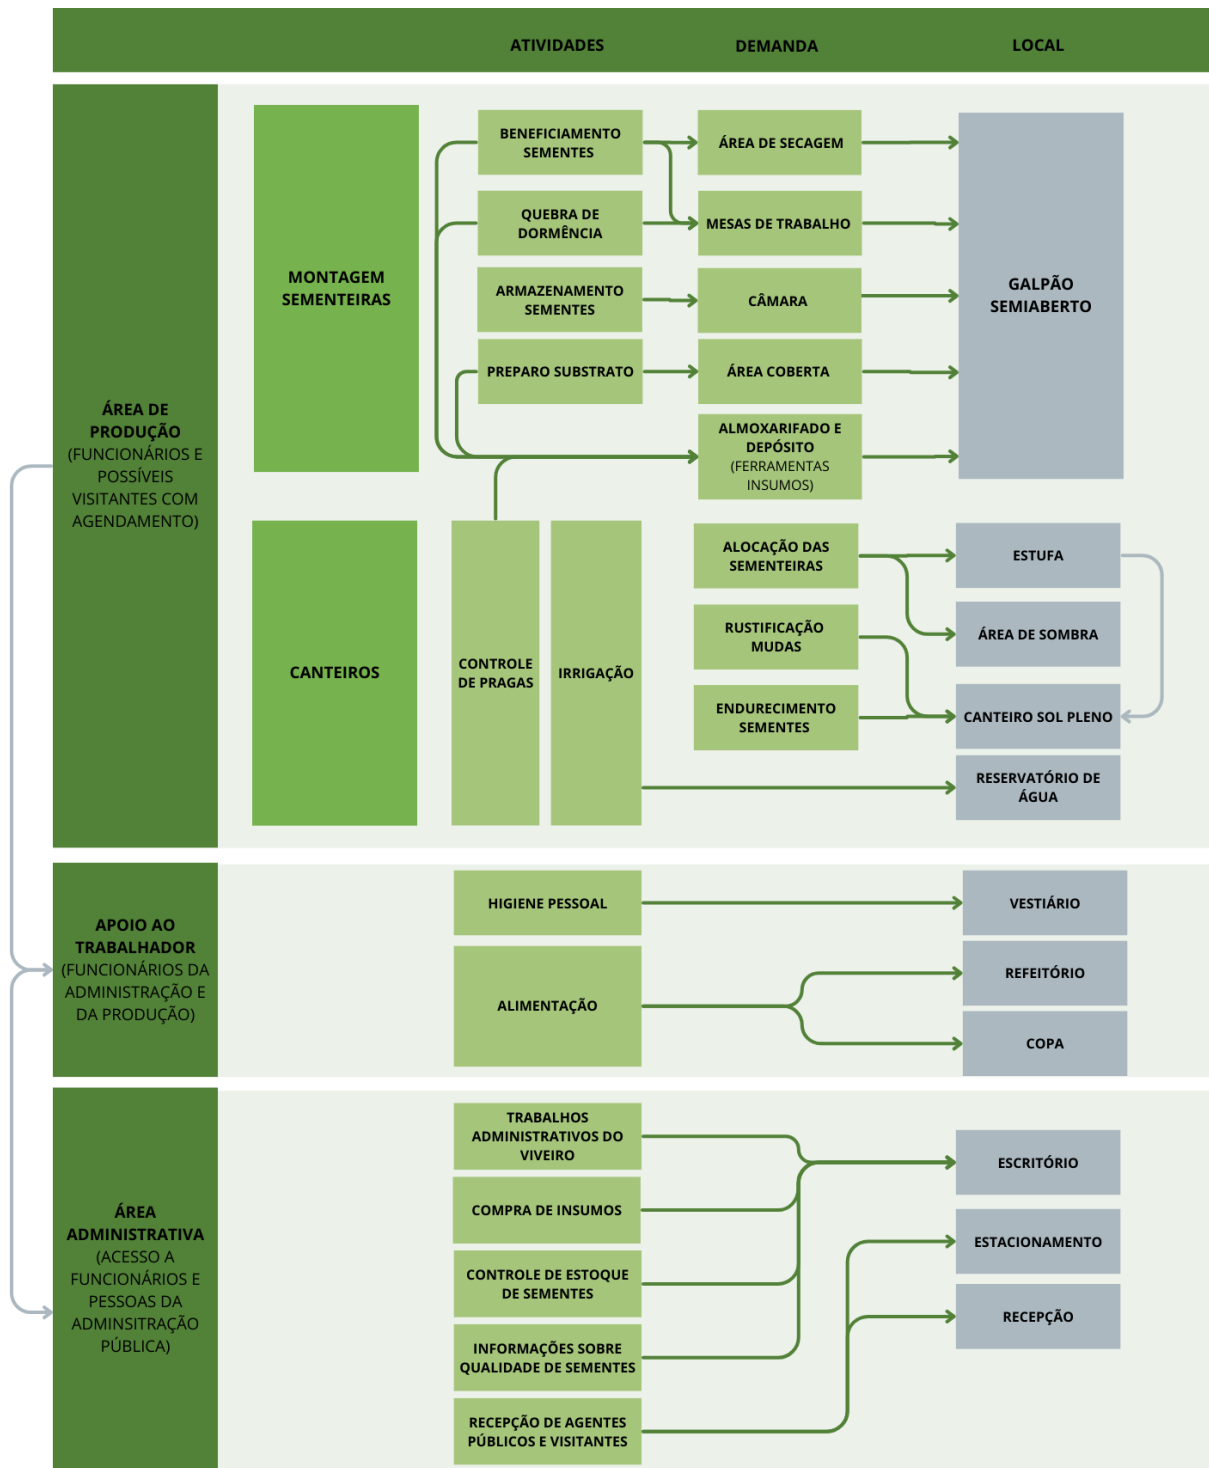 ATIVIDADES
DEMANDA
LOCAL
ÁREA DE
PRODUÇÃO
(FUNCIONÁRIOS E
POSSÍVEIS
VISITANTES COM
AGENDAMENTO)
MONTAGEM
SEMENTEIRAS
BENEFICIAMENTO
SEMENTES
ÁREA DE SECAGEM
QUEBRA DE
DORMÊNCIA
MESAS DE TRABALHO
ARMAZENAMENTO
SEMENTES
CÂMARA
PREPARO SUBSTRATO
ÁREA COBERTA
ALMOXARIFADO E
DEPÓSITO
(FERRAMENTAS
INSUMOS)
GALPÃO
SEMIABERTO
CANTEIROS
CONTROLE
DE PRAGAS
IRRIGAÇÃO
ALOCAÇÃO DAS
SEMENTEIRAS
RUSTIFICAÇÃO
MUDAS
ENDURECIMENTO
SEMENTES
ESTUFA
ÁREA DE SOMBRA
CANTEIRO SOL PLENO
RESERVATÓRIO DE
ÁGUA
APOIO AO
TRABALHADOR
(FUNCIONÁRIOS DA
ADMINISTRAÇÃO E
DA PRODUÇÃO)
HIGIENE PESSOAL
VESTIÁRIO
ALIMENTAÇÃO
REFEITÓRIO
COPA
ÁREA
ADMINISTRATIVA
(ACESSO A
FUNCIONÁRIOS E
PESSOAS DA
ADMINSITRAÇÃO
PÚBLICA)
TRABALHOS
ADMINISTRATIVOS DO
VIVEIRO
COMPRA DE INSUMOS
CONTROLE DE ESTOQUE
DE SEMENTES
INFORMAÇÕES SOBRE
QUALIDADE DE SEMENTES
RECEPÇÃO DE AGENTES
PÚBLICOS E VISITANTES
ESCRITÓRIO
ESTACIONAMENTO
RECEPÇÃO